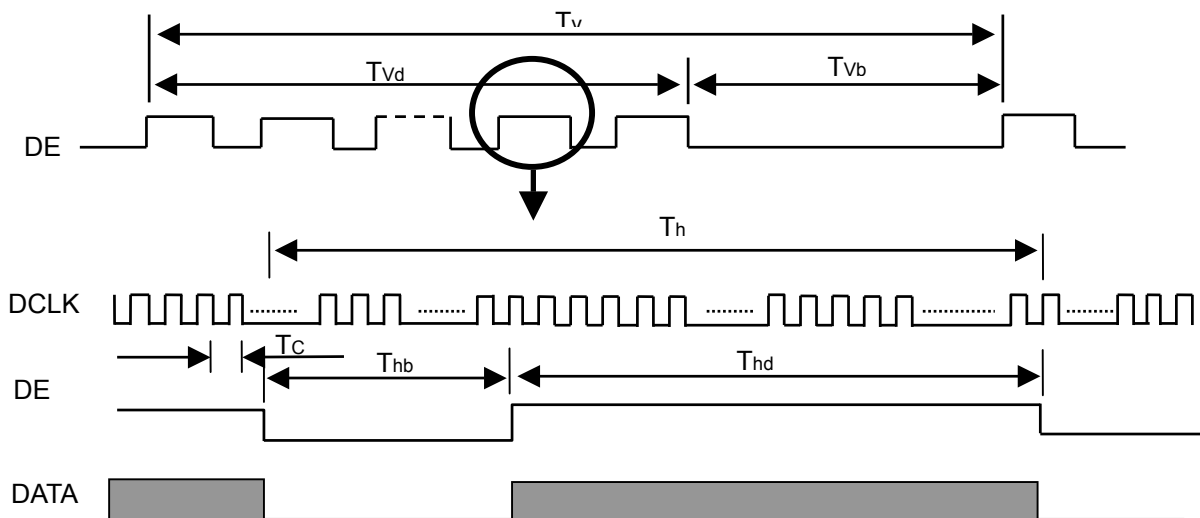 Tv
TVd
TVb
DE
Th
DCLK
TC
Thb
Thd
DE
DATA